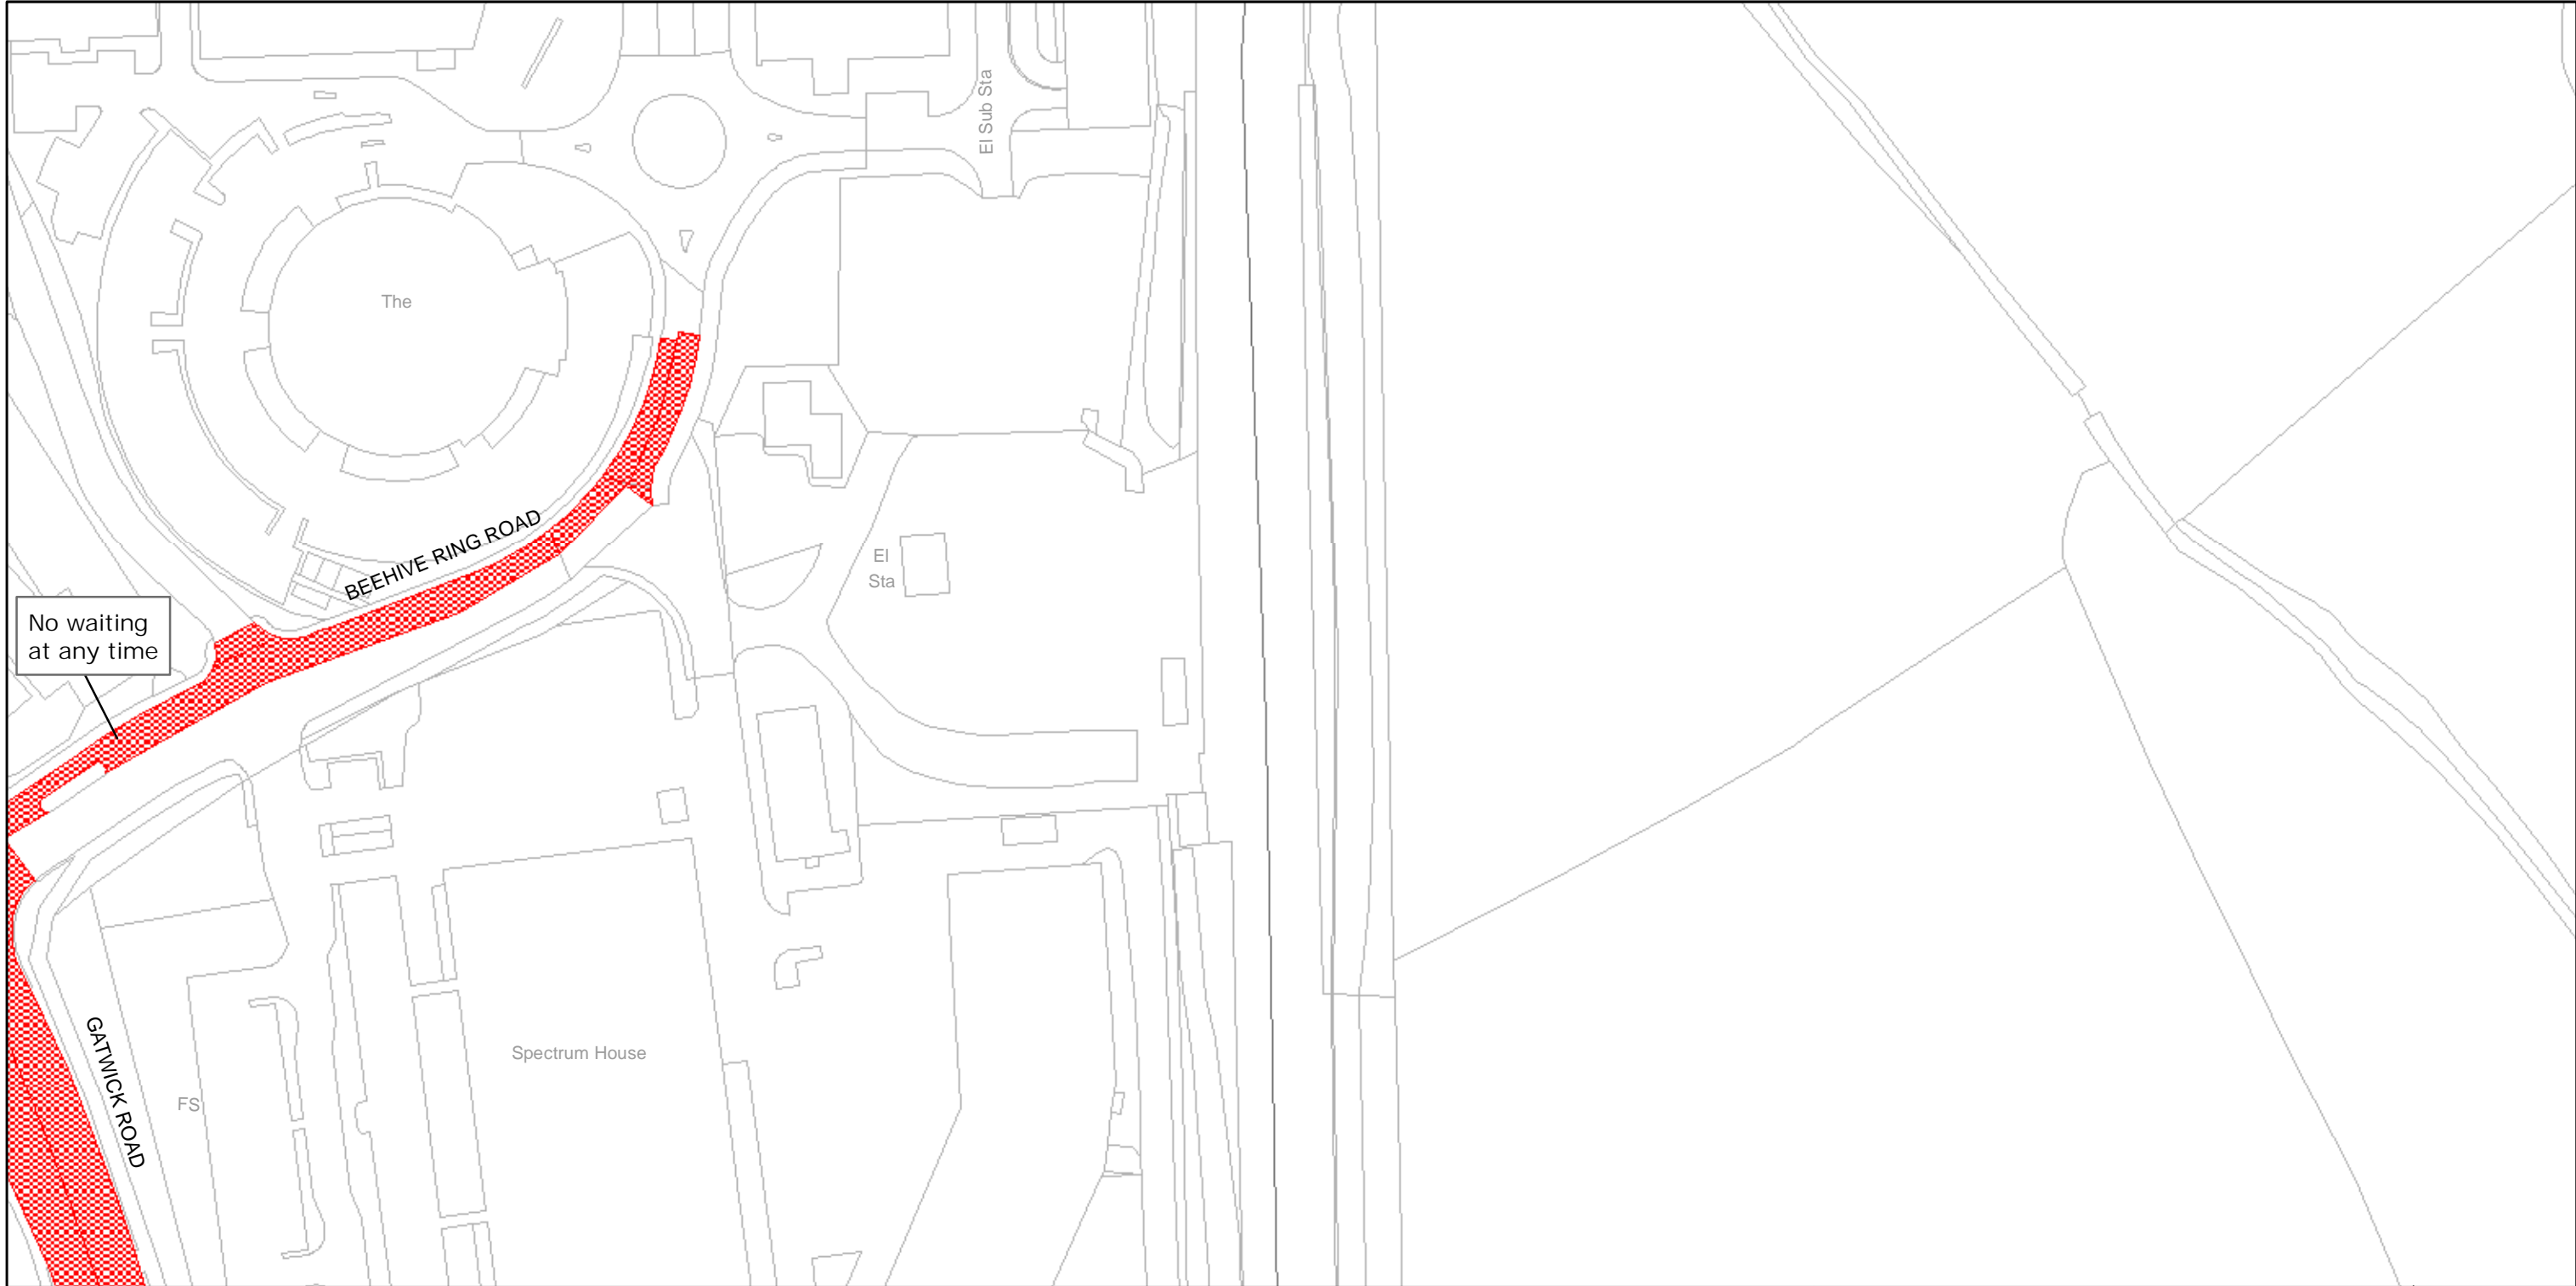 El Sub Sta
The
BEEHIVE RING ROAD
El
Sta
No waiting
at any time
GATWICK ROAD
Spectrum House
FS